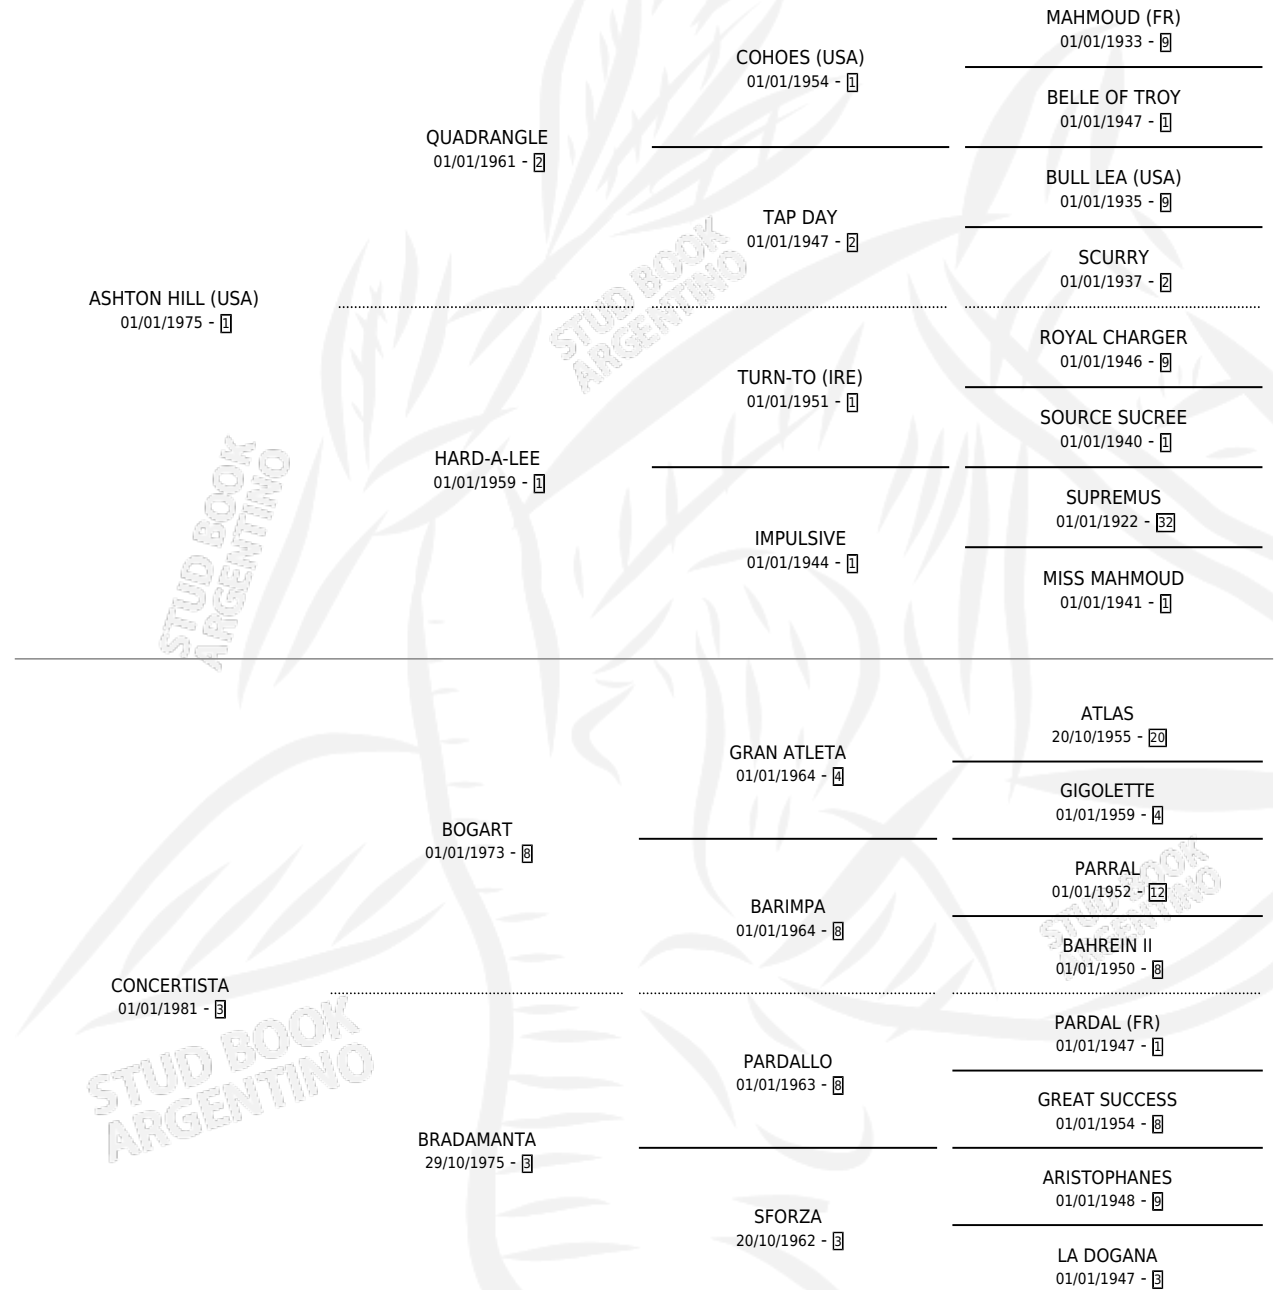 MAHMOUD (FR)
01/01/1933 - 9
COHOES (USA)
01/01/1954 - 1
BELLE OF TROY
01/01/1947 - 1
QUADRANGLE
01/01/1961 - 2
BULL LEA (USA)
01/01/1935 - 9
TAP DAY
01/01/1947 - 2
SCURRY
01/01/1937 - 2
ASHTON HILL (USA)
01/01/1975 - 1
ROYAL CHARGER
01/01/1946 - 9
TURN-TO (IRE)
01/01/1951 - 1
SOURCE SUCREE
01/01/1940 - 1
HARD-A-LEE
01/01/1959 - 1
SUPREMUS
01/01/1922 - 32
IMPULSIVE
01/01/1944 - 1
MISS MAHMOUD
01/01/1941 - 1
ATLAS
20/10/1955 - 20
GRAN ATLETA
01/01/1964 - 4
GIGOLETTE
01/01/1959 - 4
BOGART
01/01/1973 - 8
PARRAL
01/01/1952 - 12
BARIMPA
01/01/1964 - 8
BAHREIN II
01/01/1950 - 8
CONCERTISTA
01/01/1981 - 3
PARDAL (FR)
01/01/1947 - 1
PARDALLO
01/01/1963 - 8
GREAT SUCCESS
01/01/1954 - 8
BRADAMANTA
29/10/1975 - 3
ARISTOPHANES
01/01/1948 - 9
SFORZA
20/10/1962 - 3
LA DOGANA
01/01/1947 - 3
STUD BOOK
ARGENTINO
STUD BOOK
ARGENTINO
STUD BOOK
ARGENTINO
STUD BOOK
ARGENTINO